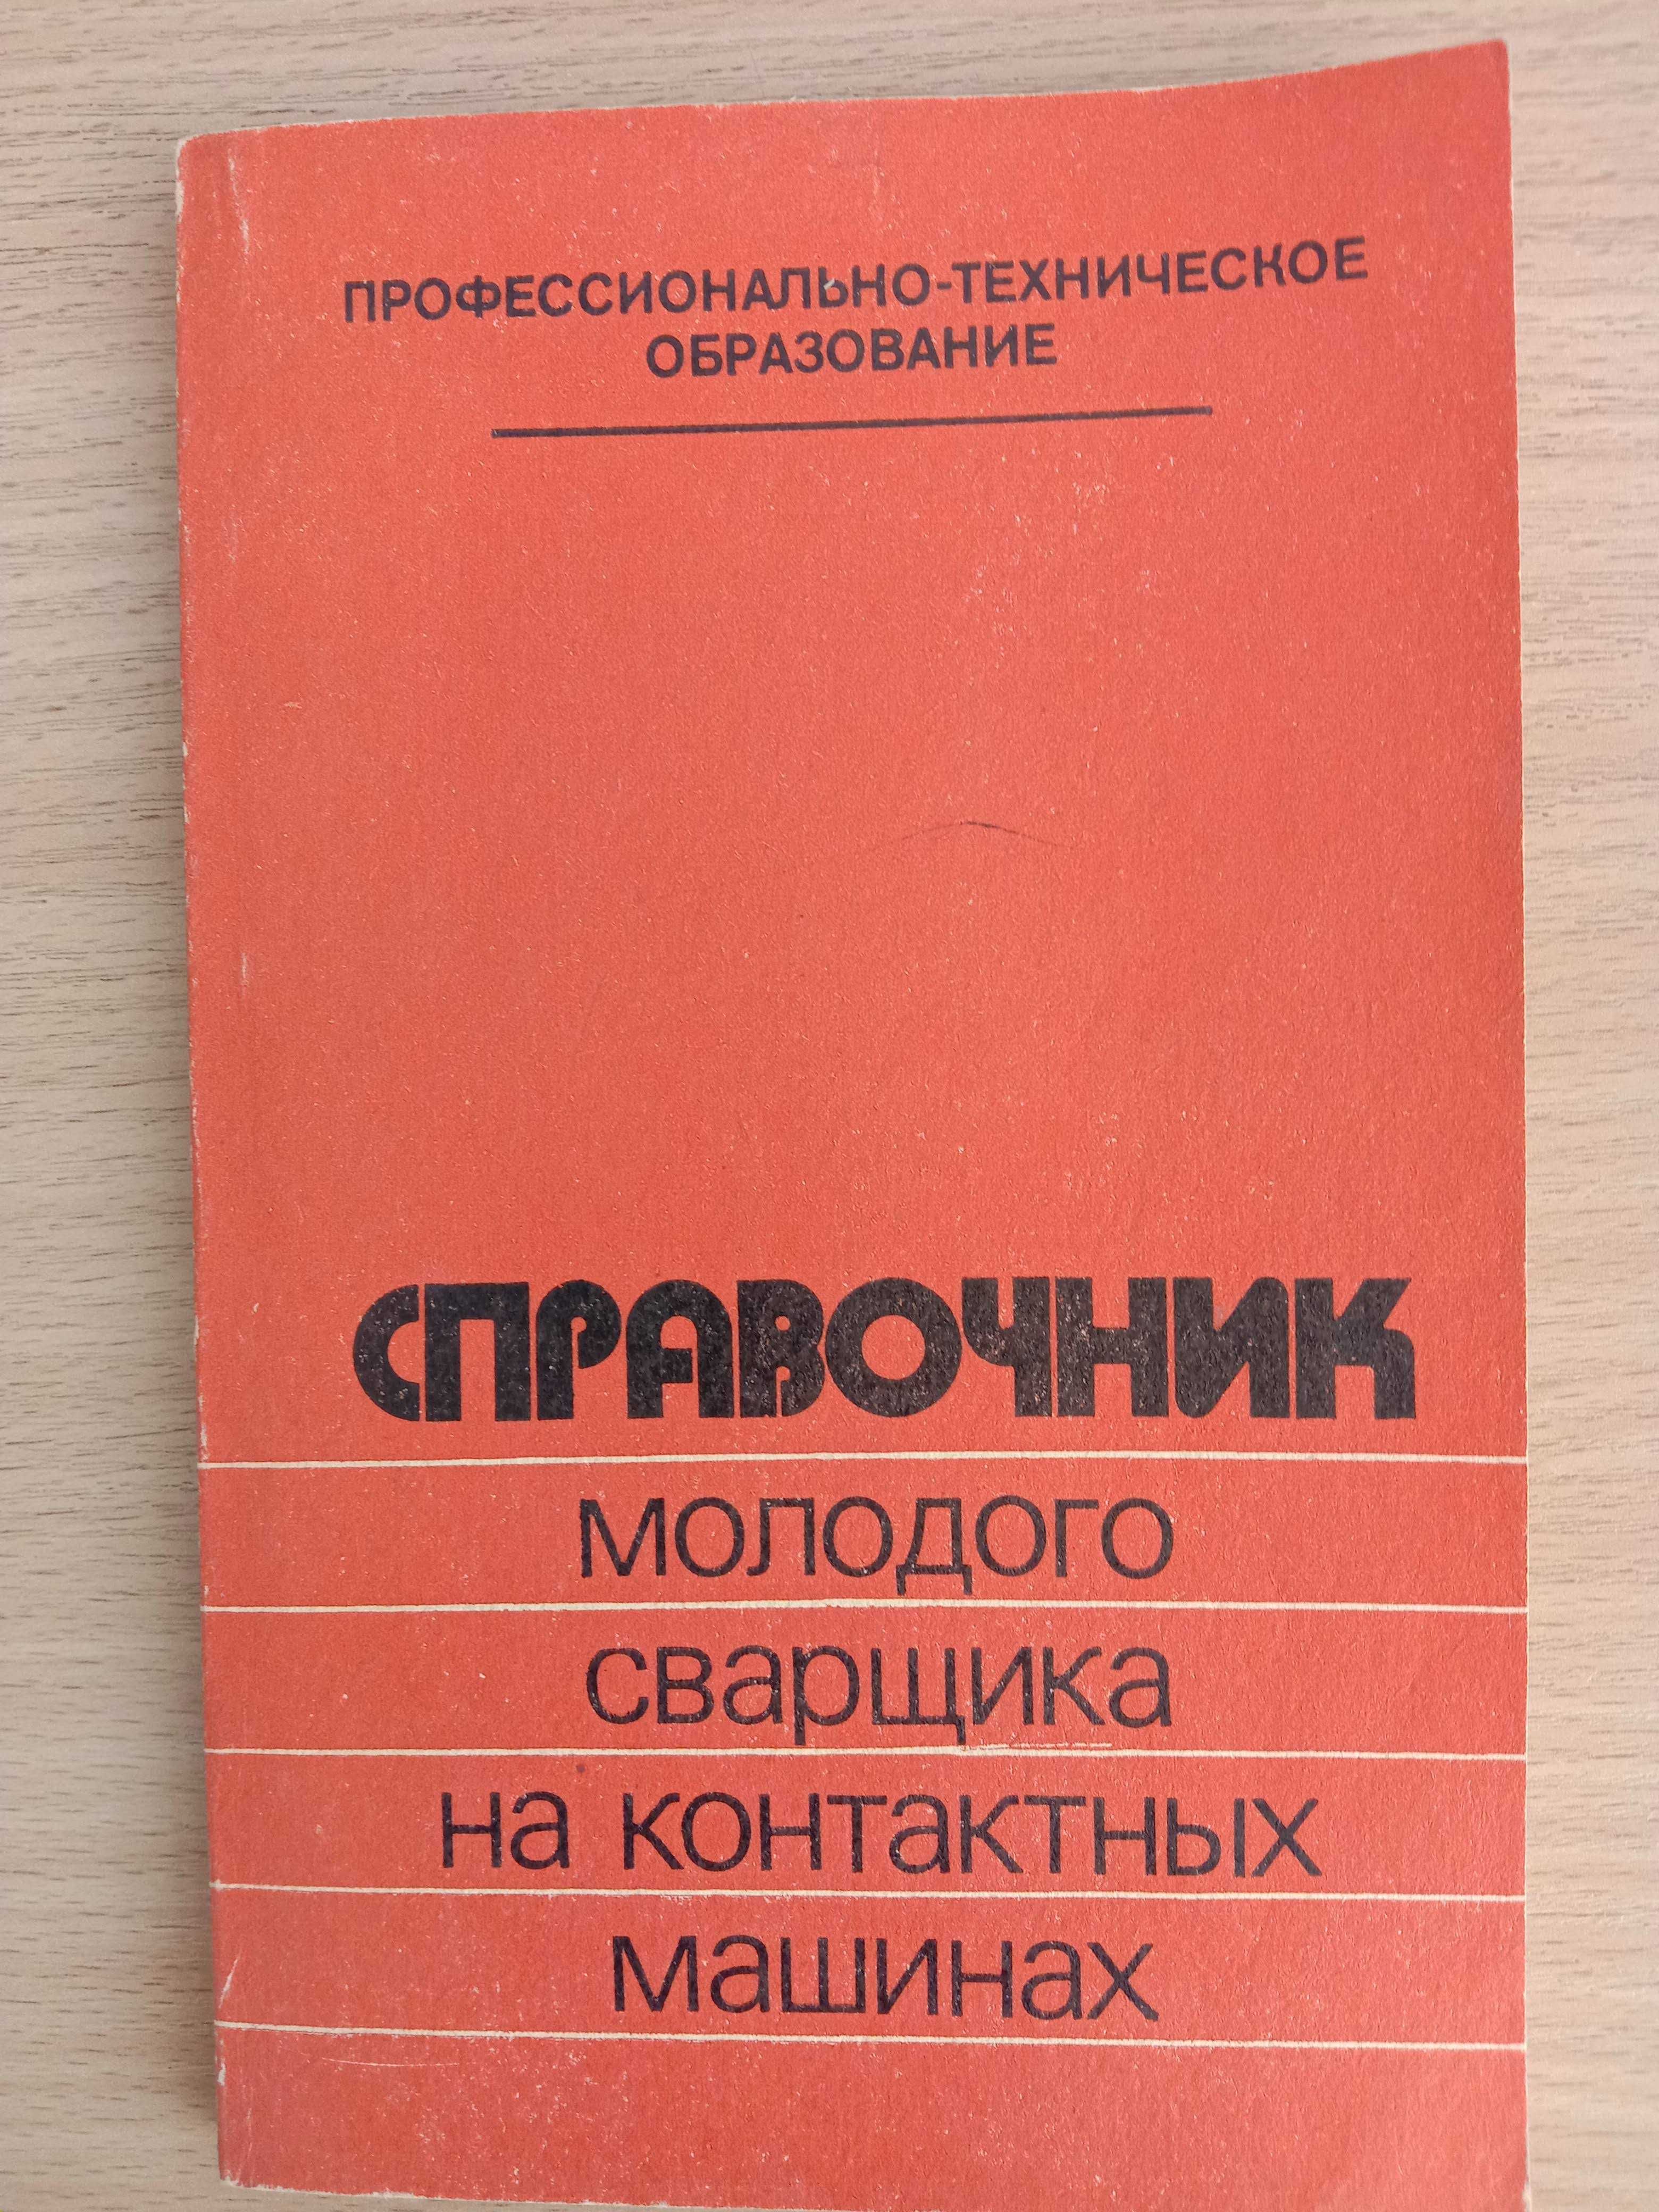 ПРОФЕССИОНАЛЬНО-ТЕХНИЧЕСКОЕ
ОБРАЗОВАНИЕ
СПРАВОЧНИК
молодого
сварщика
на контактных
машинах